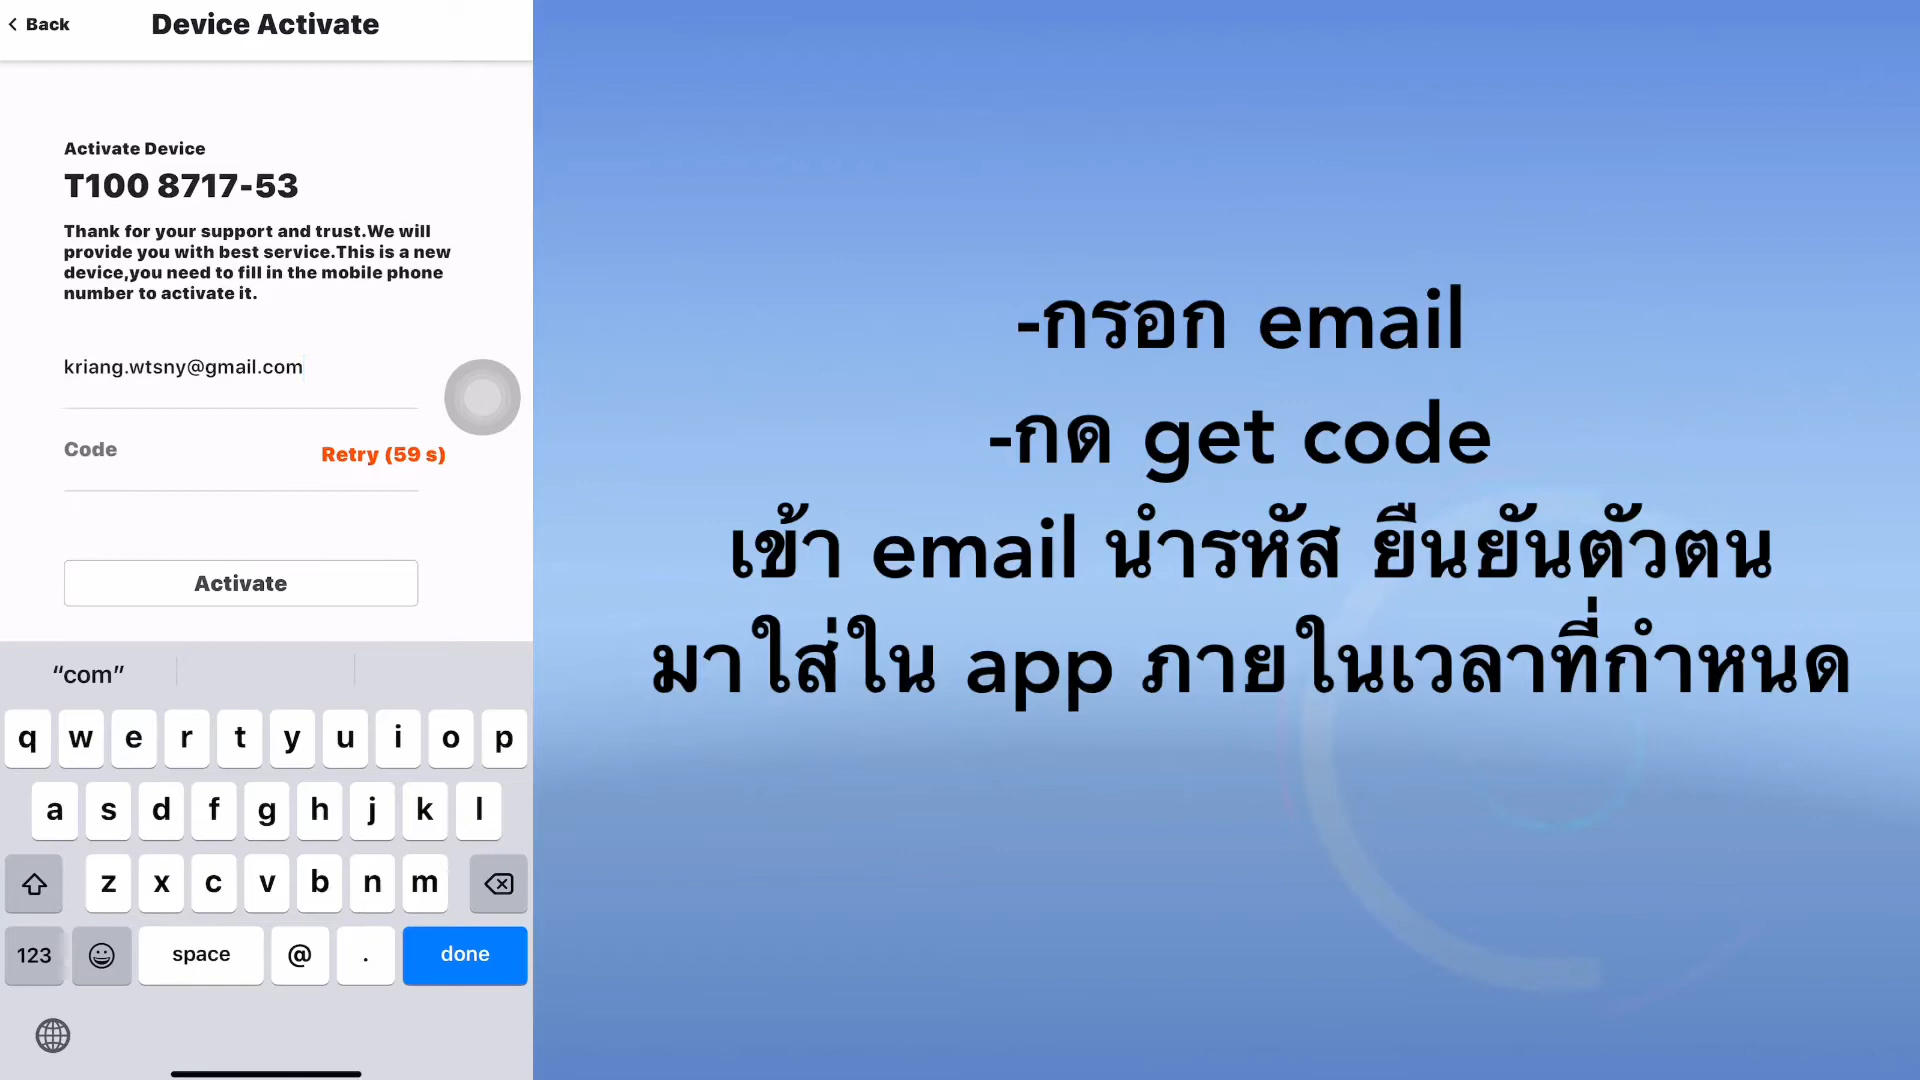 Back
Device Activate
Activate Device
T100 8717-53
Thank for your support and trust.We will
provide you with best service.This is a new
device,you need to fill in the mobile phone
number to activate it.
kriang.wtsny@gmail.com
Code
Retry (59 s)
Activate
“com”
q w e r t y u i o p
a s d f g h j k l
z x c v b n m
123 space @ . done
-กรอก email
-กด get code
เข้า email นำรหัส ยืนยันตัวตน
มาใส่ใน app ภายในเวลาที่กำหนด